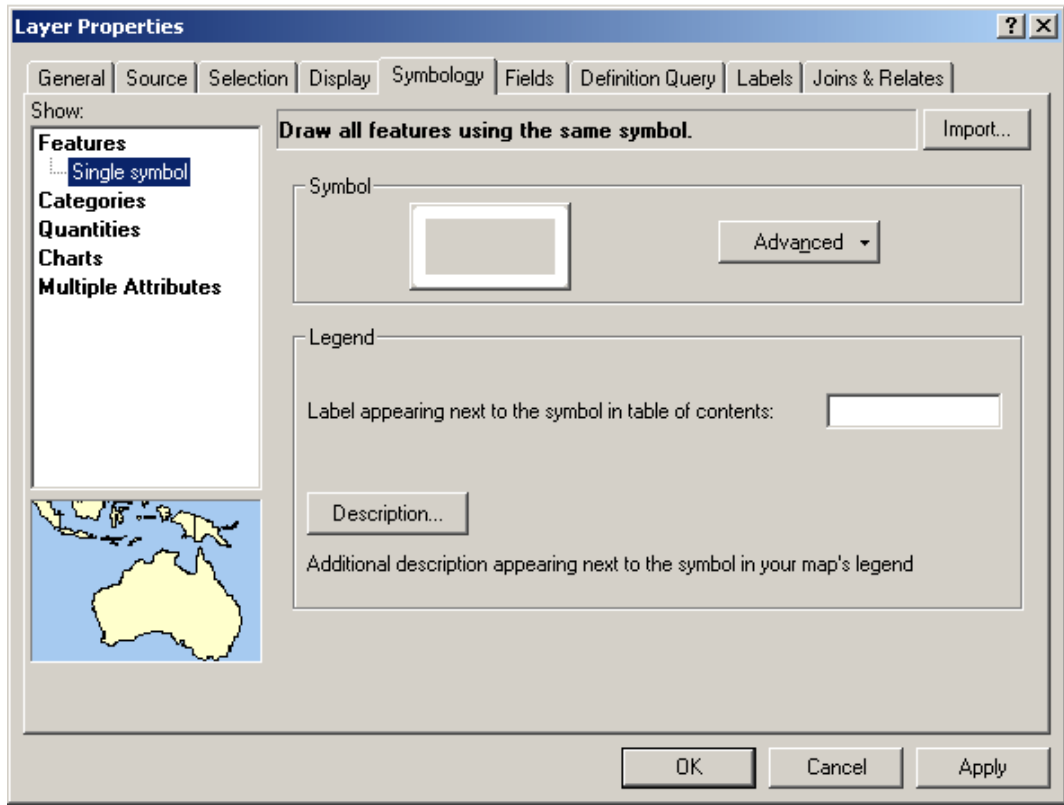 Layer Properties
General Source Selection Display Symbology Fields Definition Query Labels Joins & Relates
Show:
Features
Single symbol
Categories
Quantities
Charts
Multiple Attributes
Draw all features using the same symbol.
Import...
Symbol
Advanced
Legend
Label appearing next to the symbol in table of contents:
Description...
Additional description appearing next to the symbol in your map's legend
OK Cancel Apply